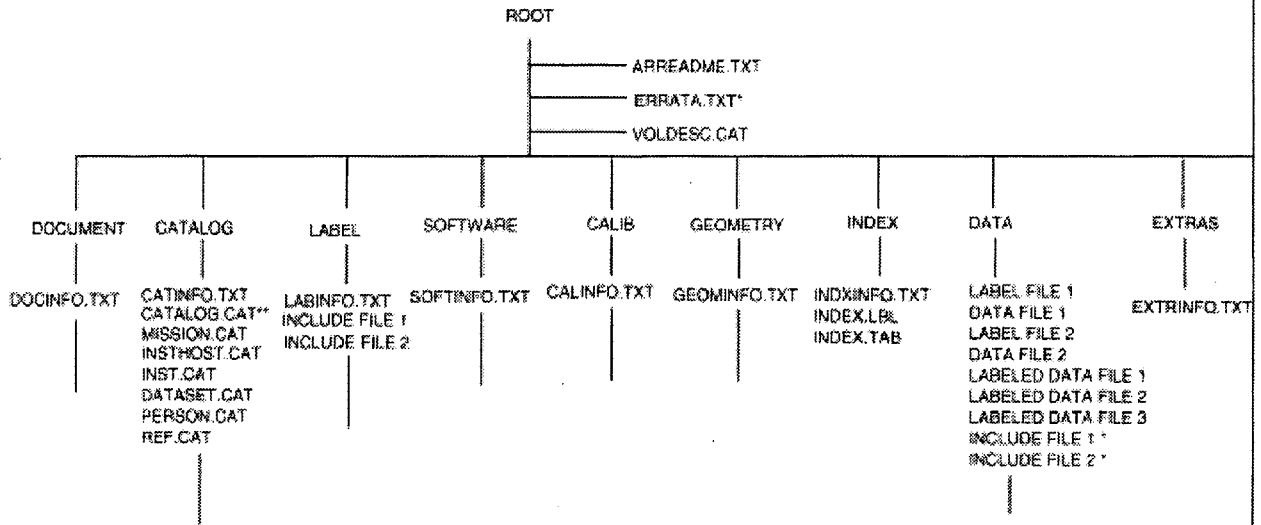 ROOT
ARREADME.TXT
ERRATA.TXT*
VOLDESC.CAT
DOCUMENT
DOCINFO.TXT
CATALOG
CATINFO.TXT
CATALOG.CAT**
MISSION.CAT
INSTHOST.CAT
INST.CAT
DATASET.CAT
PERSON.CAT
REF.CAT
LABEL
LABINFO.TXT
INCLUDE FILE 1
INCLUDE FILE 2
SOFTWARE
SOFTINFO.TXT
CALIB
CALINFO.TXT
GEOMETRY
GEOMINFO.TXT
INDEX
INDXINFO.TXT
INDEX.LBL
INDEX.TAB
DATA
LABEL FILE 1
DATA FILE 1
LABEL FILE 2
DATA FILE 2
LABELED DATA FILE 1
LABELED DATA FILE 2
LABELED DATA FILE 3
INCLUDE FILE 1 *
INCLUDE FILE 2 *
EXTRAS
EXTRINFO.TXT